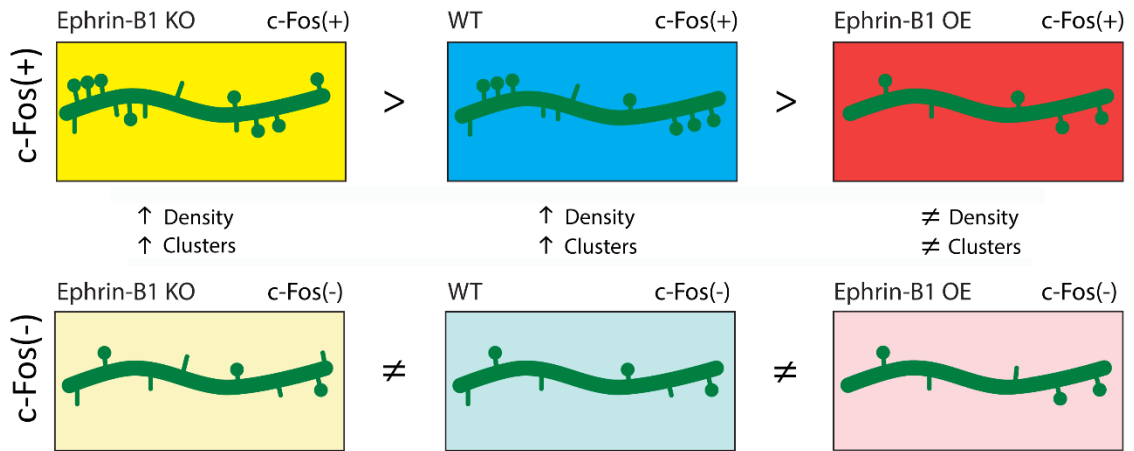 Ephrin-B1 KO c-Fos(+) WT c-Fos(+) Ephrin-B1 OE c-Fos(+)
c-Fos(+)
> >
↑ Density ↑ Density ≠ Density
↑ Clusters ↑ Clusters ≠ Clusters
Ephrin-B1 KO c-Fos(-) WT c-Fos(-) Ephrin-B1 OE c-Fos(-)
c-Fos(-)
≠ ≠